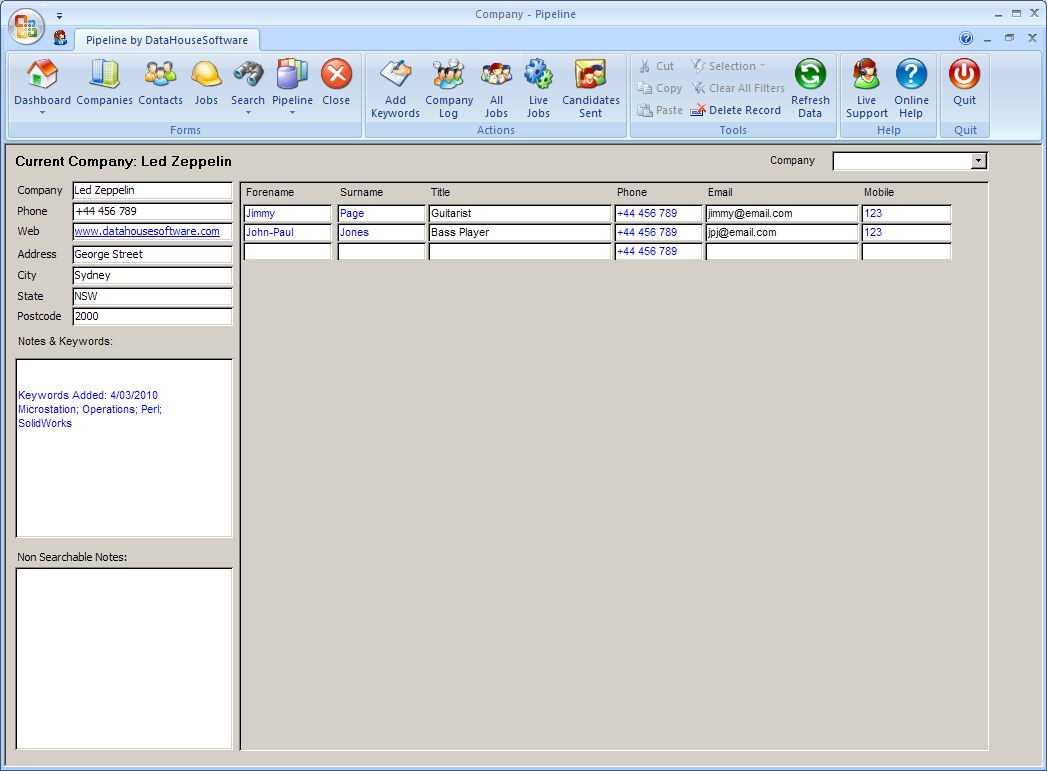 Company - Pipeline
Pipeline by DataHouseSoftware
Dashboard Companies Contacts Jobs Search Pipeline Close
Forms
Add Keywords Company Log All Jobs Live Jobs Candidates Sent
Actions
Cut Selection
Copy Clear All Filters
Paste Delete Record
Refresh Data
Tools
Live Support Online Help
Help
Quit
Quit
Current Company: Led Zeppelin
Company
Company Led Zeppelin
Phone +44 456 789
Web www.datahousesoftware.com
Address George Street
City Sydney
State NSW
Postcode 2000
Notes & Keywords:
Keywords Added: 4/03/2010
Microstation; Operations; Perl;
SolidWorks
Non Searchable Notes:
Forename Surname Title Phone Email Mobile
Jimmy Page Guitarist +44 456 789 jimmy@email.com 123
John-Paul Jones Bass Player +44 456 789 jpj@email.com 123
+44 456 789